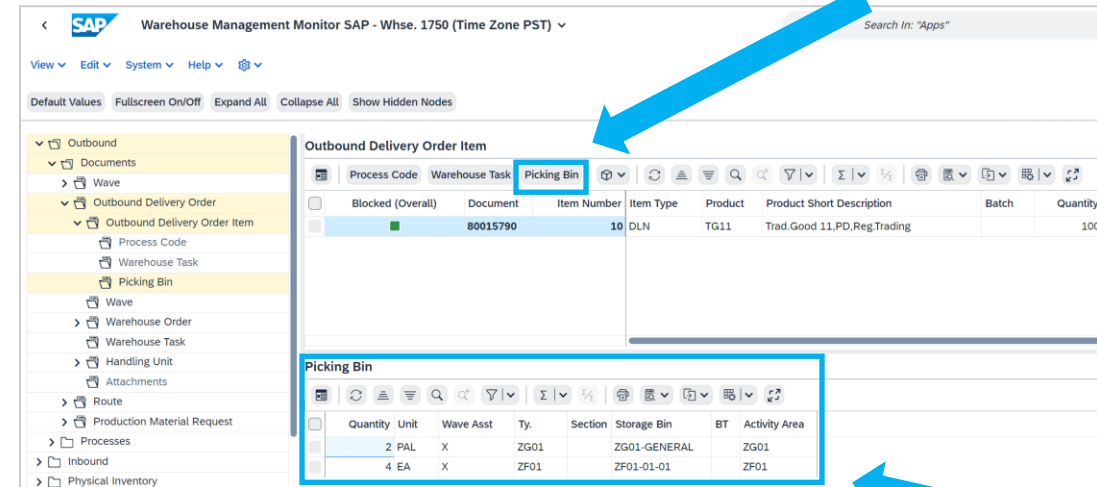 SAP Warehouse Management Monitor SAP - Whse. 1750 (Time Zone PST) Search In: "Apps"
View Edit System Help
Default Values Fullscreen On/Off Expand All Collapse All Show Hidden Nodes
Outbound
Documents
Wave
Outbound Delivery Order
Outbound Delivery Order Item
Process Code
Warehouse Task
Picking Bin
Wave
Warehouse Order
Warehouse Task
Handling Unit
Attachments
Route
Production Material Request
Processes
Inbound
Physical Inventory
Outbound Delivery Order Item
Process Code Warehouse Task Picking Bin
Blocked (Overall) Document Item Number Item Type Product Product Short Description Batch Quantity
80015790 10 DLN TG11 Trad.Good 11,PD,Reg.Trading 100
Picking Bin
Quantity Unit Wave Asst Ty. Section Storage Bin BT Activity Area
2 PAL X ZG01 ZG01-GENERAL ZG01
4 EA X ZF01 ZF01-01-01 ZF01